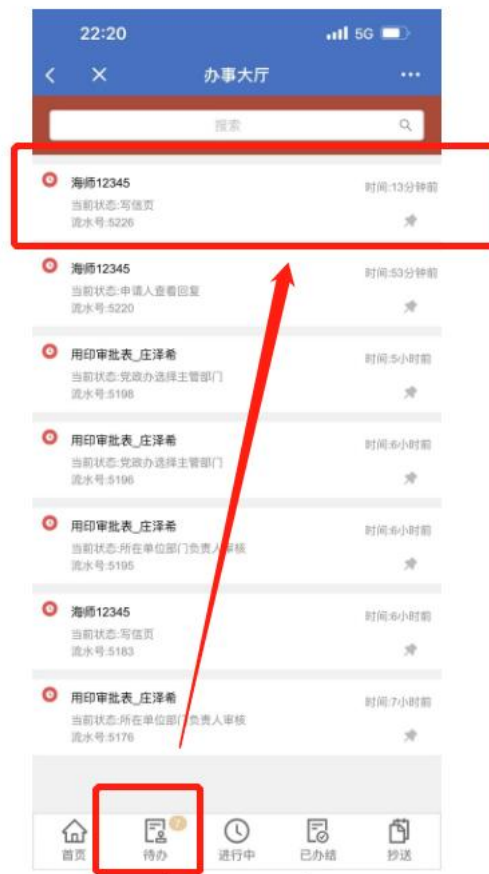 22:20
5G
办事大厅
搜索
海师12345
时间:13分钟前
当前状态:写信页
流水号:5226
海师12345
时间:53分钟前
当前状态:申请人查看回复
流水号:5220
用印审批表_庄泽希
时间:5小时前
当前状态:党政办选择主管部门
流水号:5198
用印审批表_庄泽希
时间:6小时前
当前状态:党政办选择主管部门
流水号:5196
用印审批表_庄泽希
时间:6小时前
当前状态:所在单位部门负责人审核
流水号:5195
海师12345
时间:6小时前
当前状态:写信页
流水号:5183
用印审批表_庄泽希
时间:7小时前
当前状态:所在单位部门负责人审核
流水号:5176
7
首页 待办 进行中 已办结 抄送